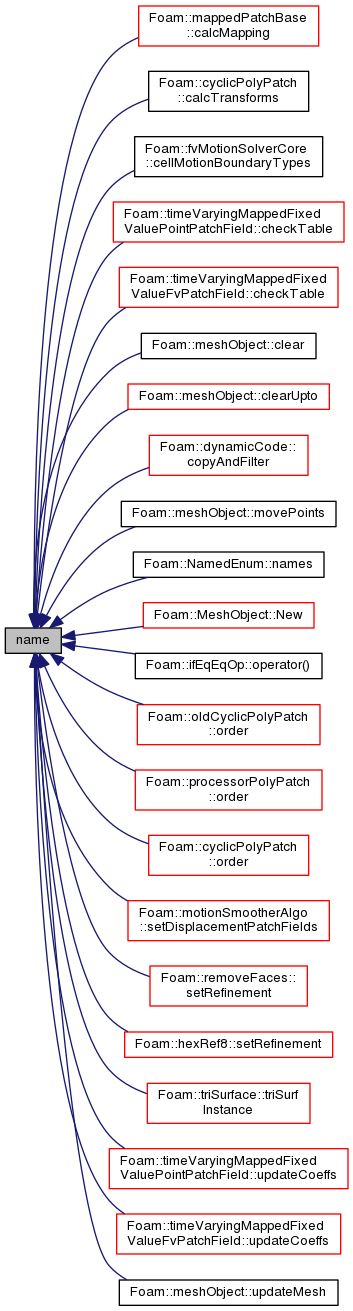 Foam::mappedPatchBase
::calcMapping
Foam::cyclicPolyPatch
::calcTransforms
Foam::fvMotionSolverCore
::cellMotionBoundaryTypes
Foam::timeVaryingMappedFixed
ValuePointPatchField::checkTable
Foam::timeVaryingMappedFixed
ValueFvPatchField::checkTable
Foam::meshObject::clear
Foam::meshObject::clearUpto
Foam::dynamicCode::
copyAndFilter
Foam::meshObject::movePoints
Foam::NamedEnum::names
Foam::MeshObject::New
name
Foam::ifEqEqOp::operator()
Foam::oldCyclicPolyPatch
::order
Foam::processorPolyPatch
::order
Foam::cyclicPolyPatch
::order
Foam::motionSmootherAlgo
::setDisplacementPatchFields
Foam::removeFaces::
setRefinement
Foam::hexRef8::setRefinement
Foam::triSurface::triSurf
Instance
Foam::timeVaryingMappedFixed
ValuePointPatchField::updateCoeffs
Foam::timeVaryingMappedFixed
ValueFvPatchField::updateCoeffs
Foam::meshObject::updateMesh